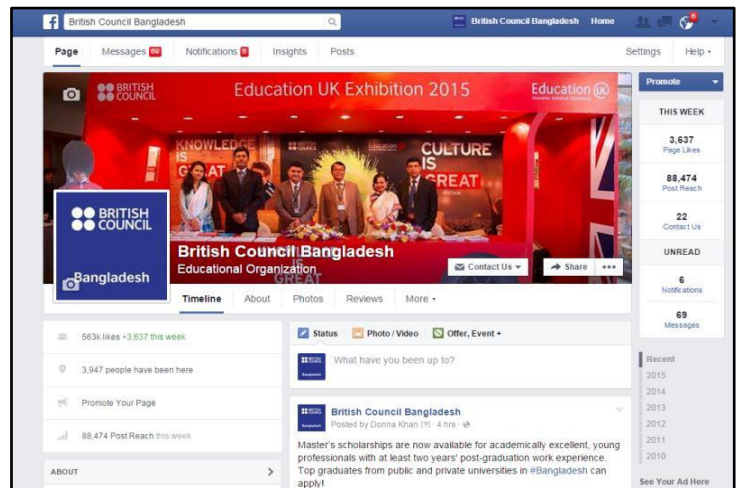 British Council Bangladesh
British Council Bangladesh Home
6
Page Messages 69 Notifications 6 Insights Posts
Settings Help
BRITISH
COUNCIL
Education UK Exhibition 2015
Education UK
KNOWLEDGE
IS
GREAT
CULTURE
IS
GREAT
BRITISH
COUNCIL
Bangladesh
British Council Bangladesh
Educational Organization
Contact Us
Share
Timeline About Photos Reviews More
563k likes +3,637 this week
3,947 people have been here
Promote Your Page
88,474 Post Reach this week
ABOUT
Status Photo / Video Offer, Event +
What have you been up to?
British Council Bangladesh
Posted by Donna Khan [?] · 4 hrs ·
Master's scholarships are now available for academically excellent, young
professionals with at least two years' post-graduation work experience.
Top graduates from public and private universities in #Bangladesh can
apply!
Promote
THIS WEEK
3,637
Page Likes
88,474
Post Reach
22
Contact Us
UNREAD
6
Notifications
69
Messages
Recent
2015
2014
2013
2012
2011
2010
See Your Ad Here